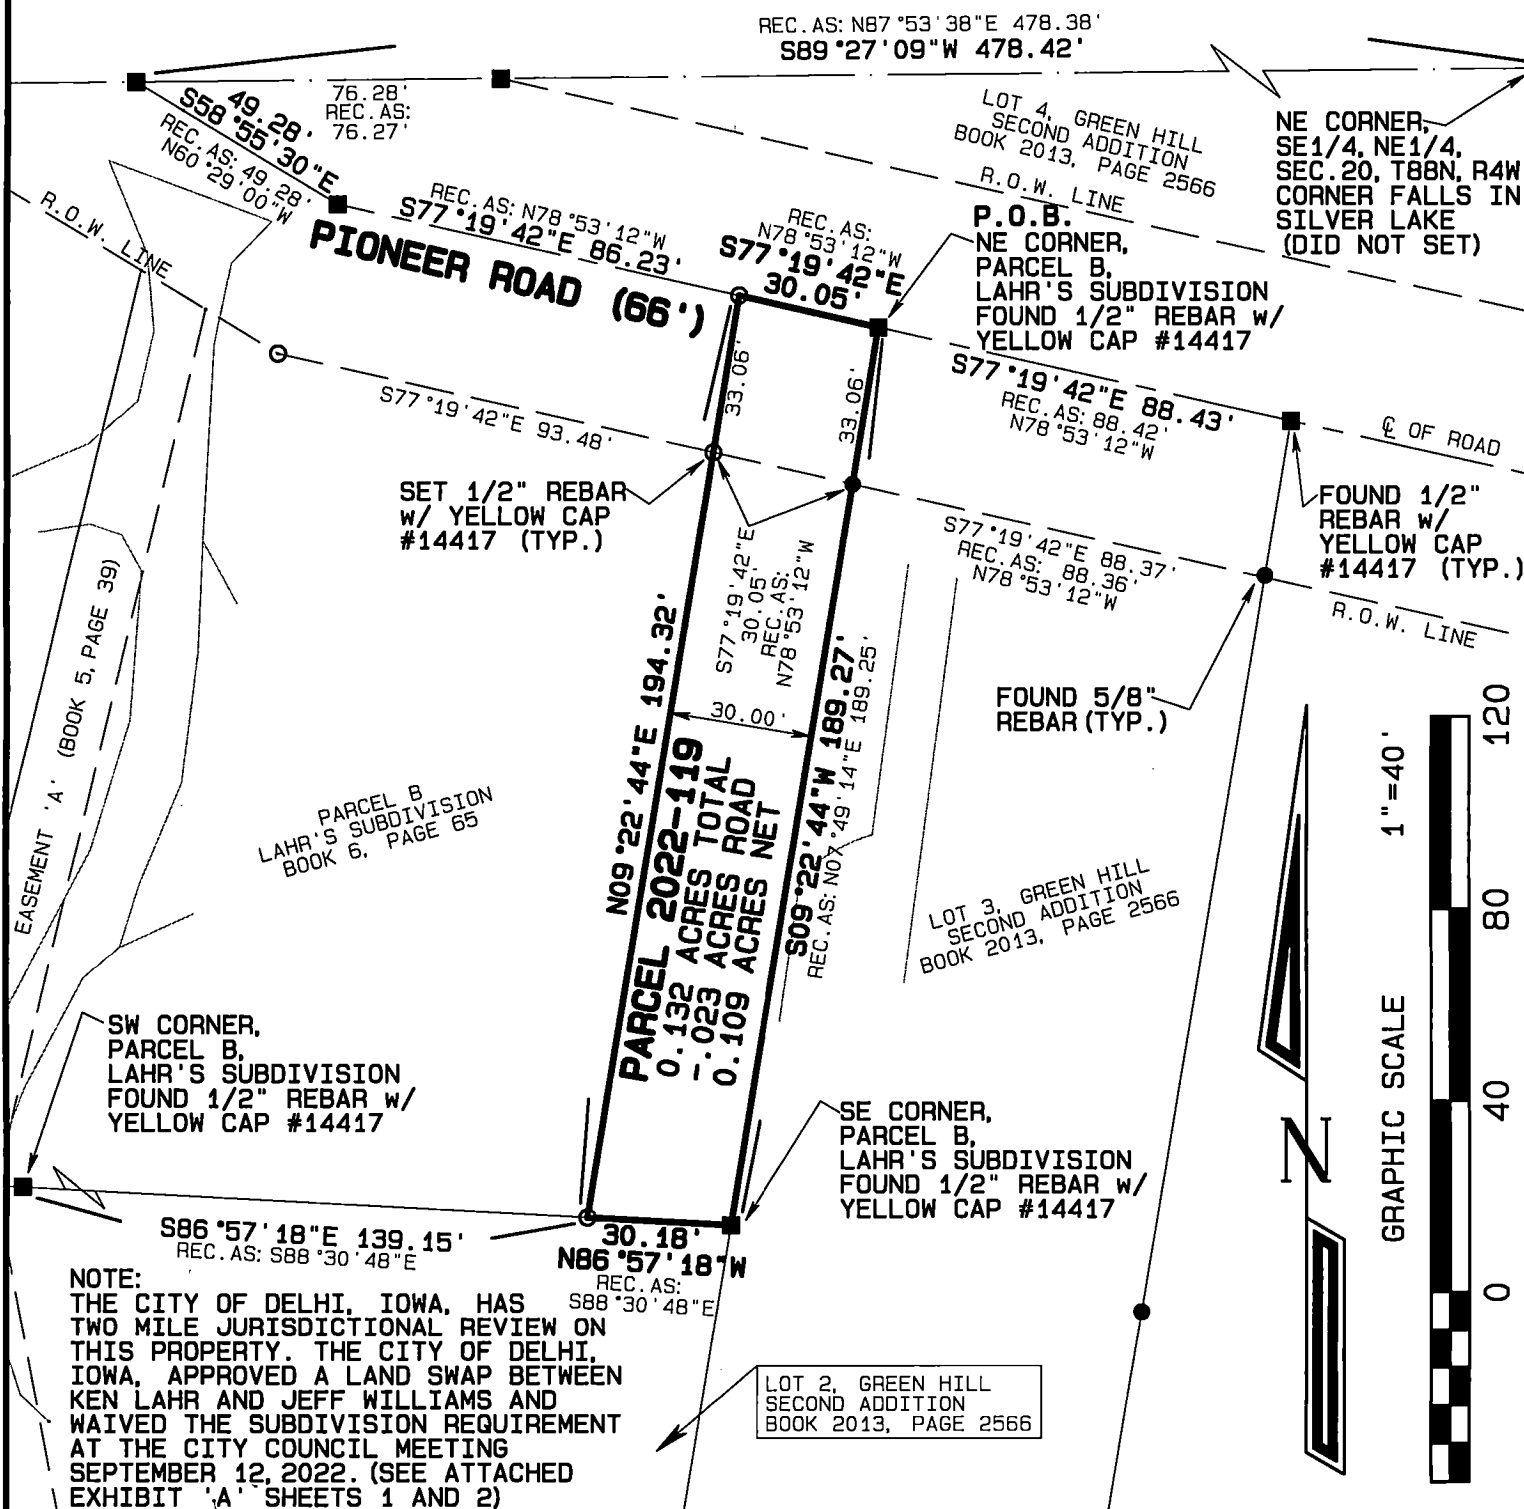 REC. AS: N87°53'38"E 478.38'
S89°27'09"W 478.42'
49.28'
S58°55'30"E
REC. AS: 49.28'
N60°29'00"W
76.28'
REC. AS:
76.27'
LOT 4, GREEN HILL
SECOND ADDITION
BOOK 2013, PAGE 2566
NE CORNER,
SE1/4, NE1/4,
SEC.20, T88N, R4W
CORNER FALLS IN
SILVER LAKE
(DID NOT SET)
R.O.W. LINE
R.O.W. LINE
REC. AS: N78°53'12"W
S77°19'42"E 86.23'
PIONEER ROAD (66')
REC. AS:
N78°53'12"W
S77°19'42"E
30.05'
P.O.B.
NE CORNER,
PARCEL B,
LAHR'S SUBDIVISION
FOUND 1/2" REBAR W/
YELLOW CAP #14417
33.06'
33.06'
S77°19'42"E 88.43'
REC. AS: 88.42'
N78°53'12"W
℄ OF ROAD
S77°19'42"E 93.48'
SET 1/2" REBAR
W/ YELLOW CAP
#14417 (TYP.)
FOUND 1/2"
REBAR W/
YELLOW CAP
#14417 (TYP.)
S77°19'42"E
30.05'
REC. AS:
N78°53'12"W
S77°19'42"E 88.37'
REC. AS: 88.36'
N78°53'12"W
R.O.W. LINE
EASEMENT 'A' (BOOK 5, PAGE 39)
N09°22'44"E 194.32'
30.00'
S09°22'44"W 189.27'
REC. AS: N07°49'14"E 189.25'
FOUND 5/8"
REBAR (TYP.)
PARCEL B
LAHR'S SUBDIVISION
BOOK 6, PAGE 65
PARCEL 2022-119
0.132 ACRES TOTAL
-.023 ACRES ROAD
0.109 ACRES NET
LOT 3, GREEN HILL
SECOND ADDITION
BOOK 2013, PAGE 2566
1"=40'
GRAPHIC SCALE
120
80
40
0
N
SW CORNER,
PARCEL B,
LAHR'S SUBDIVISION
FOUND 1/2" REBAR W/
YELLOW CAP #14417
SE CORNER,
PARCEL B,
LAHR'S SUBDIVISION
FOUND 1/2" REBAR W/
YELLOW CAP #14417
S86°57'18"E 139.15'
REC. AS: S88°30'48"E
30.18'
N86°57'18"W
REC. AS:
S88°30'48"E
NOTE:
THE CITY OF DELHI, IOWA, HAS
TWO MILE JURISDICTIONAL REVIEW ON
THIS PROPERTY. THE CITY OF DELHI,
IOWA, APPROVED A LAND SWAP BETWEEN
KEN LAHR AND JEFF WILLIAMS AND
WAIVED THE SUBDIVISION REQUIREMENT
AT THE CITY COUNCIL MEETING
SEPTEMBER 12, 2022. (SEE ATTACHED
EXHIBIT 'A' SHEETS 1 AND 2)
LOT 2, GREEN HILL
SECOND ADDITION
BOOK 2013, PAGE 2566